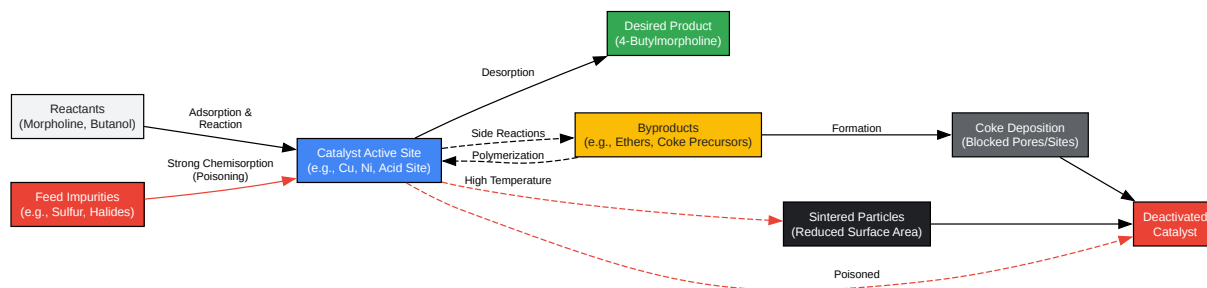 Desired Product
(4-Butylmorpholine)
Desorption
Reactants
(Morpholine, Butanol)
Adsorption &
Reaction
Strong Chemisorption
(Poisoning)
Feed Impurities
(e.g., Sulfur, Halides)
Catalyst Active Site
(e.g., Cu, Ni, Acid Site)
Side Reactions
Polymerization
High Temperature
Byproducts
(e.g., Ethers, Coke Precursors)
Formation
Coke Deposition
(Blocked Pores/Sites)
Sintered Particles
(Reduced Surface Area)
Deactivated
Catalyst
Poisoned